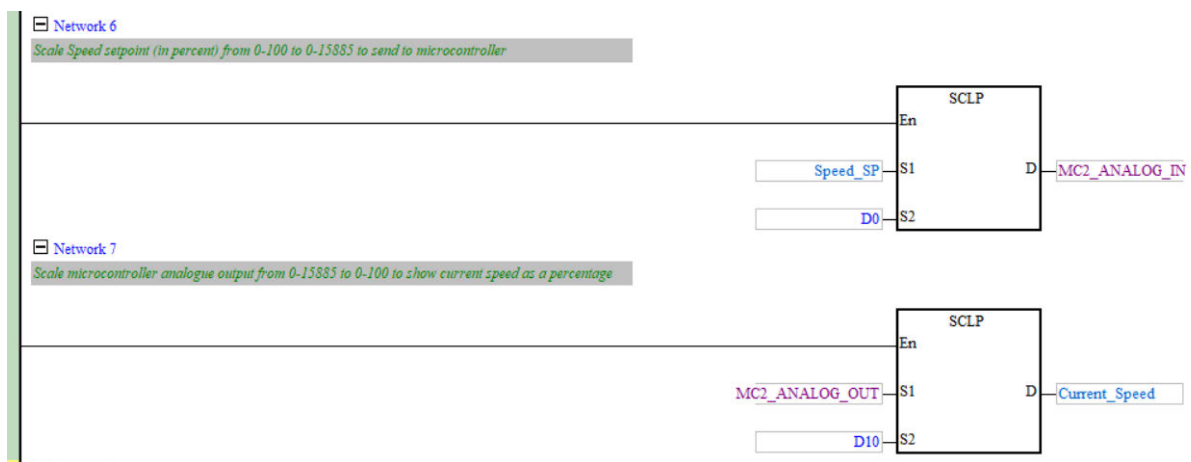 Network 6
Scale Speed setpoint (in percent) from 0-100 to 0-15885 to send to microcontroller
SCLP
En
Speed_SP S1 D MC2_ANALOG_IN
D0 S2
Network 7
Scale microcontroller analogue output from 0-15885 to 0-100 to show current speed as a percentage
SCLP
En
MC2_ANALOG_OUT S1 D Current_Speed
D10 S2